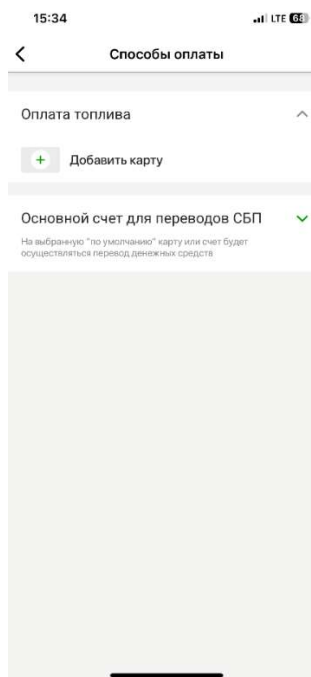 15:34
LTE 68
Способы оплаты
Оплата топлива
+ Добавить карту
Основной счет для переводов СБП
На выбранную "по умолчанию" карту или счет будет
осуществляться перевод денежных средств